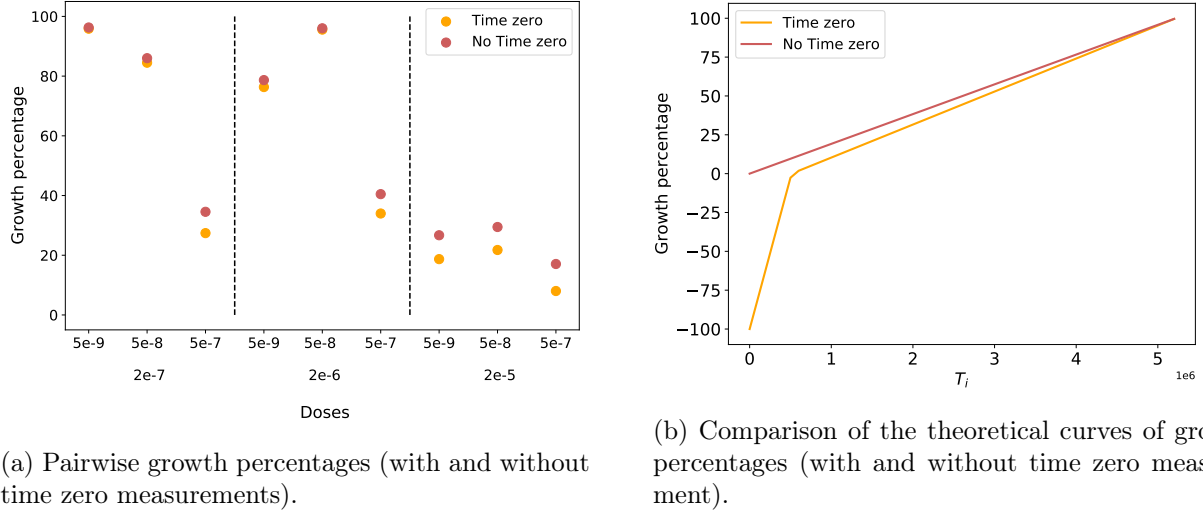 100
80
60
40
20
0
Growth percentage
Time zero
No Time zero
5e-9 5e-8 5e-7 5e-9 5e-8 5e-7 5e-9 5e-8 5e-7
2e-7 2e-6 2e-5
Doses
(a) Pairwise growth percentages (with and without
time zero measurements).
100
75
50
25
0
−25
−50
−75
−100
Growth percentage
Time zero
No Time zero
0 1 2 3 4 5
1e6
T_i
(b) Comparison of the theoretical curves of gro
percentages (with and without time zero meas
ment).